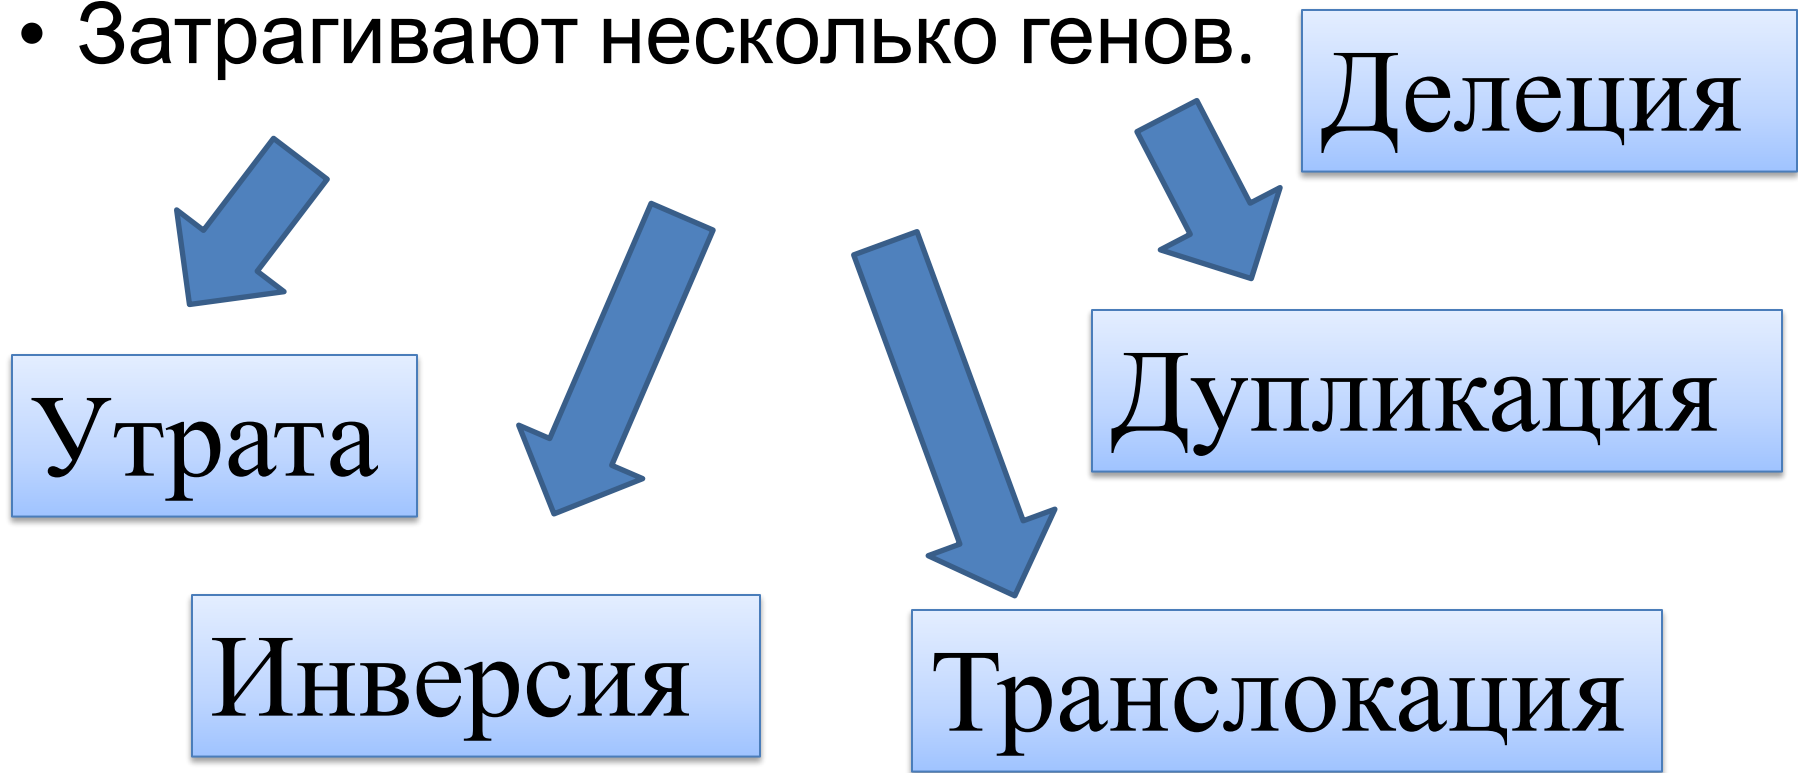 • Затрагивают несколько генов.
Делеция
Дупликация
Утрата
Инверсия
Транслокация